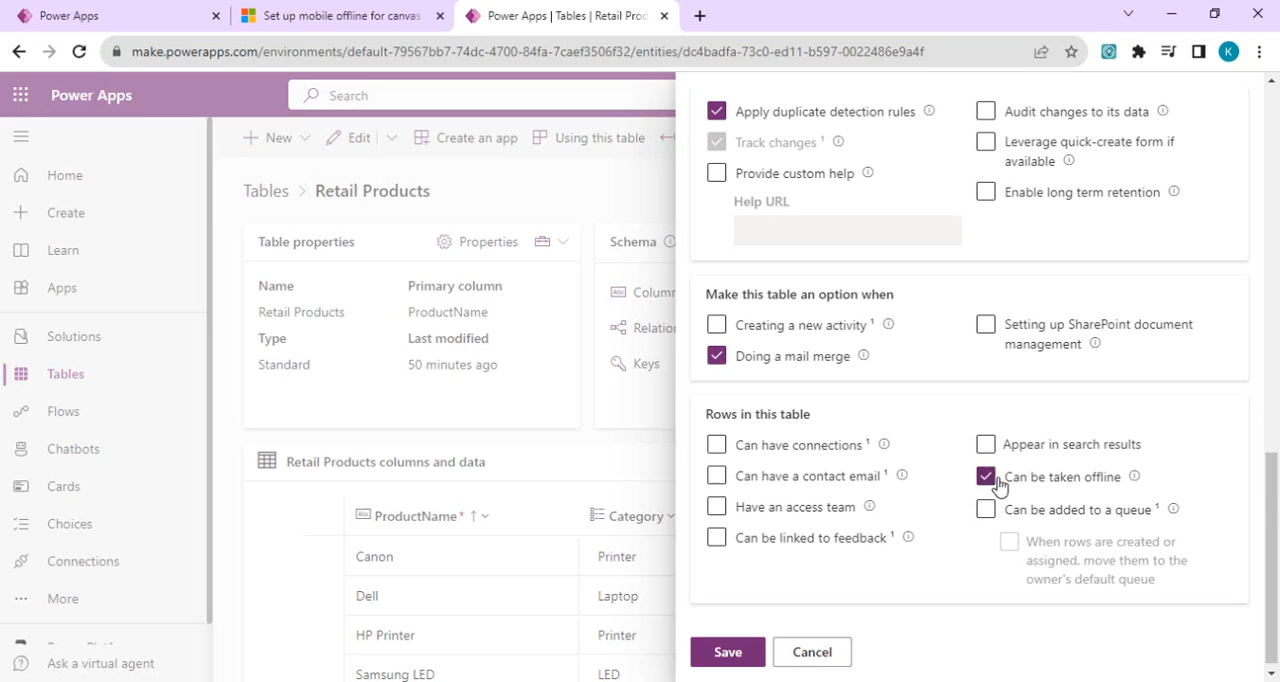 Power Apps
Set up mobile offline for canvas
Power Apps | Tables | Retail Prod
make.powerapps.com/environments/default-79567bb7-74dc-4700-84fa-7caef3506f32/entities/dc4badfa-73c0-ed11-b597-0022486e9a4f
K
Power Apps
Search
New
Edit
Create an app
Using this table
Home
Create
Learn
Apps
Solutions
Tables
Flows
Chatbots
Cards
Choices
Connections
More
Ask a virtual agent
Tables > Retail Products
Table properties
Properties
Name
Primary column
Retail Products
ProductName
Type
Last modified
Standard
50 minutes ago
Schema
Column
Relation
Keys
Retail Products columns and data
ProductName *
Category
Canon
Printer
Dell
Laptop
HP Printer
Printer
Samsung LED
LED
Apply duplicate detection rules
Audit changes to its data
Track changes ¹
Leverage quick-create form if
available
Provide custom help
Enable long term retention
Help URL
Make this table an option when
Creating a new activity ¹
Setting up SharePoint document
management
Doing a mail merge
Rows in this table
Can have connections ¹
Appear in search results
Can have a contact email ¹
Can be taken offline
Have an access team
Can be added to a queue ¹
Can be linked to feedback ¹
When rows are created or
assigned, move them to the
owner's default queue
Save
Cancel